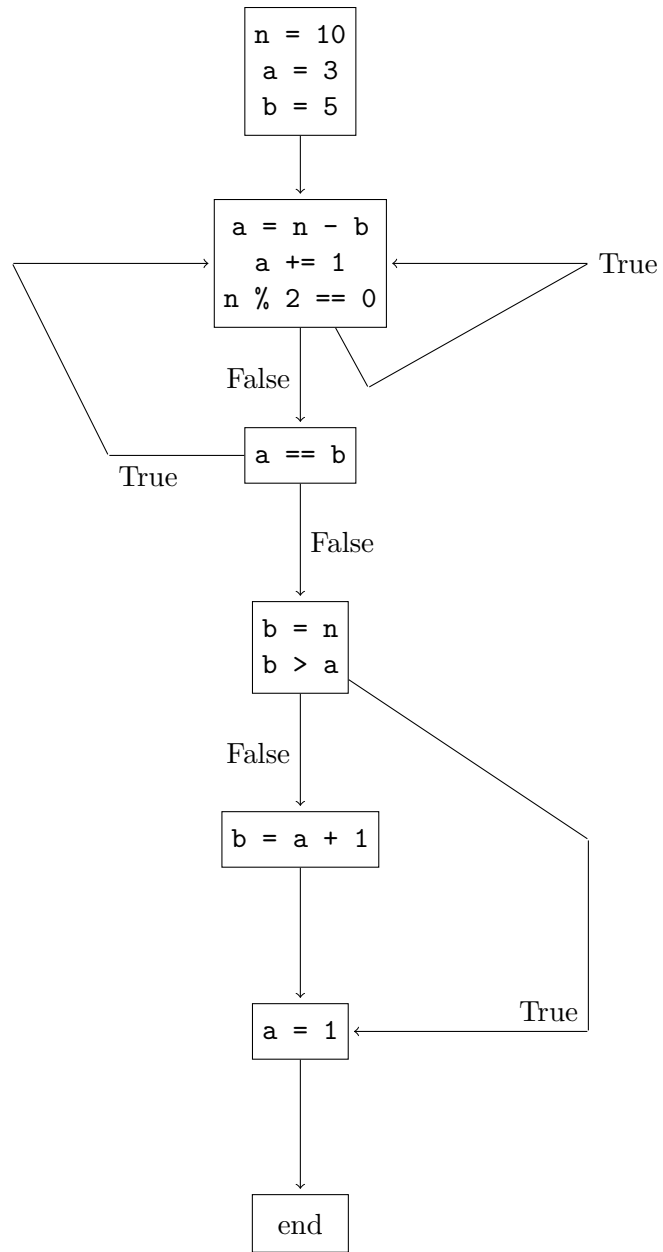 n = 10
a = 3
b = 5
a = n - b
a += 1
n % 2 == 0
True
False
a == b
True
False
b = n
b > a
False
b = a + 1
True
a = 1
end